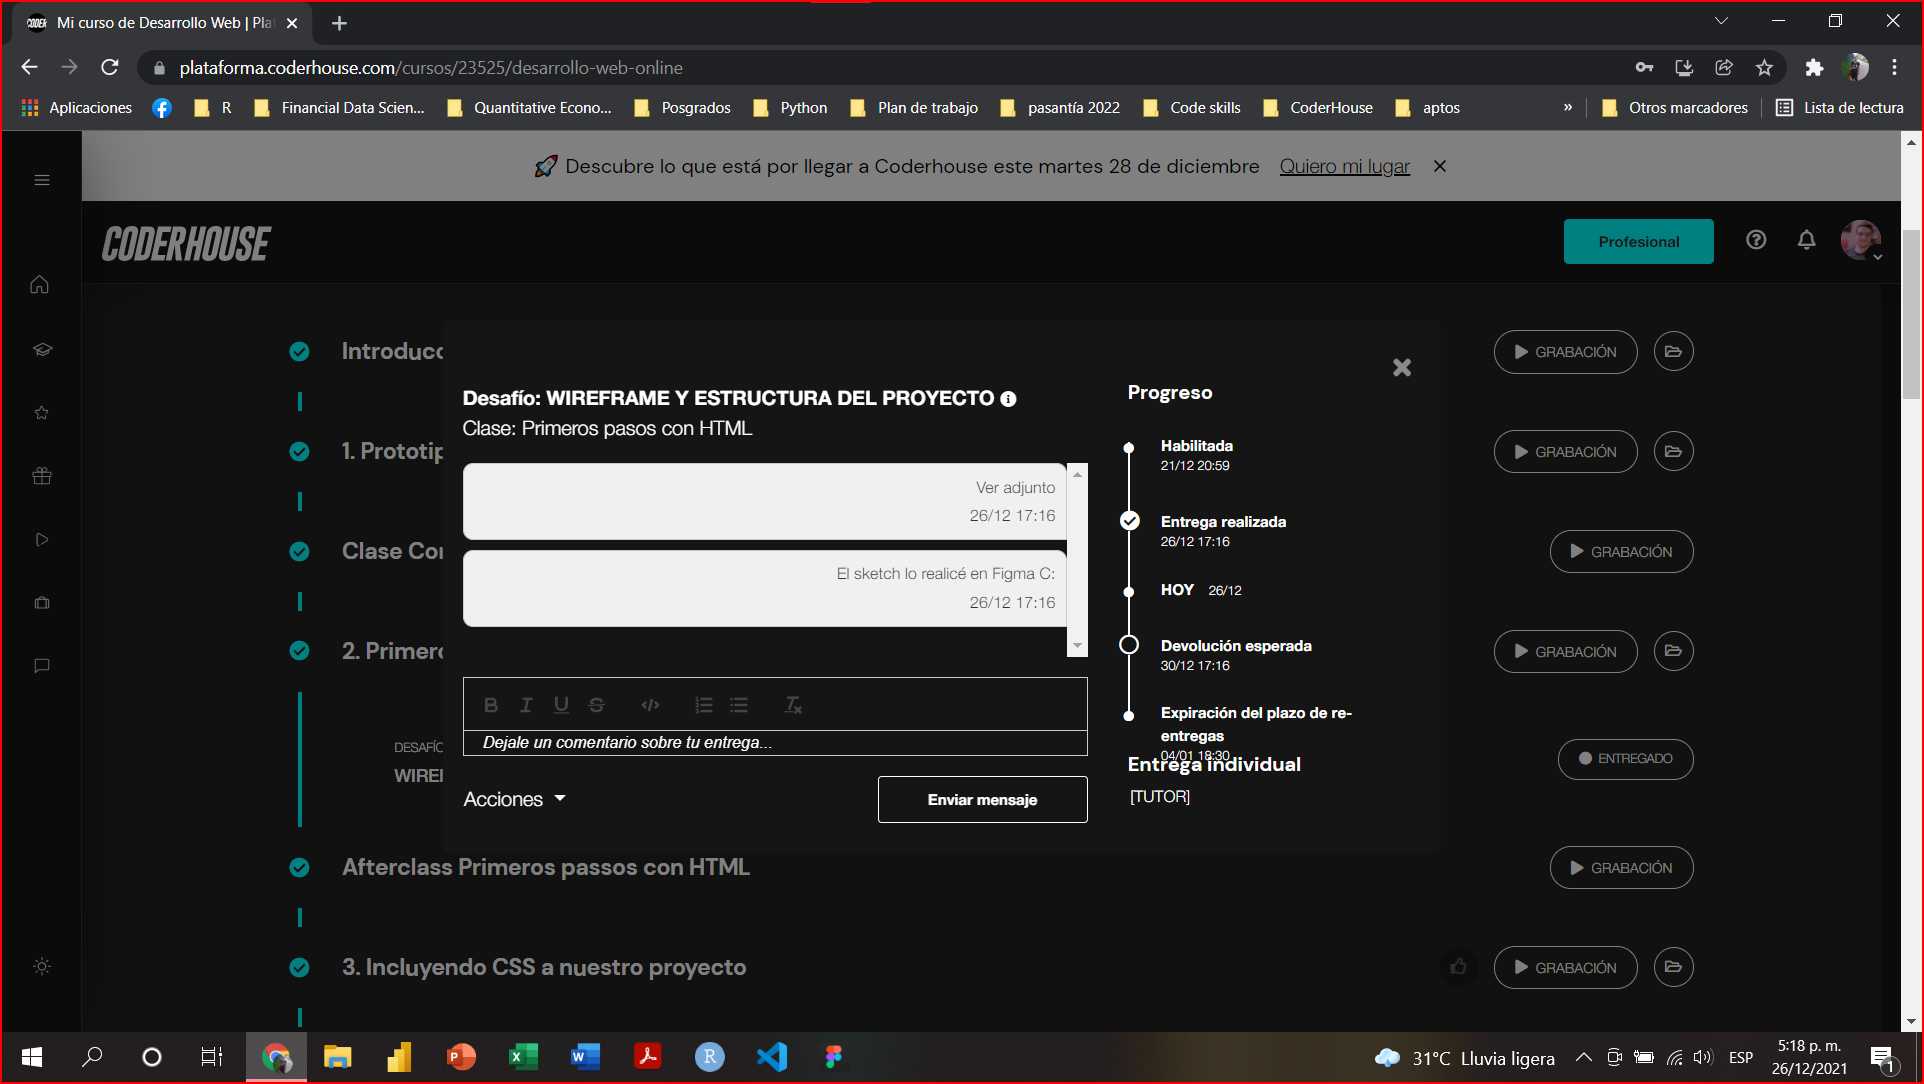 CODER Mi curso de Desarrollo Web | Pla
plataforma.coderhouse.com/cursos/23525/desarrollo-web-online
Aplicaciones R Financial Data Scien... Quantitative Econo... Posgrados Python Plan de trabajo pasantía 2022 Code skills CoderHouse aptos » Otros marcadores Lista de lectura
Descubre lo que está por llegar a Coderhouse este martes 28 de diciembre Quiero mi lugar
CODERHOUSE
Profesional
Introducc
GRABACIÓN
Desafío: WIREFRAME Y ESTRUCTURA DEL PROYECTO
Clase: Primeros pasos con HTML
Progreso
1. Prototip
GRABACIÓN
Habilitada
21/12 20:59
Ver adjunto
26/12 17:16
Entrega realizada
26/12 17:16
Clase Con
GRABACIÓN
El sketch lo realicé en Figma C:
26/12 17:16
HOY 26/12
2. Primero
GRABACIÓN
Devolución esperada
30/12 17:16
B I U S </> Tx
Expiración del plazo de re-
entregas
04/01 18:30
Dejale un comentario sobre tu entrega...
DESAFÍO
WIREF
ENTREGADO
Entrega individual
[TUTOR]
Acciones
Enviar mensaje
Afterclass Primeros passos con HTML
GRABACIÓN
3. Incluyendo CSS a nuestro proyecto
GRABACIÓN
31°C Lluvia ligera
ESP
5:18 p. m.
26/12/2021
1